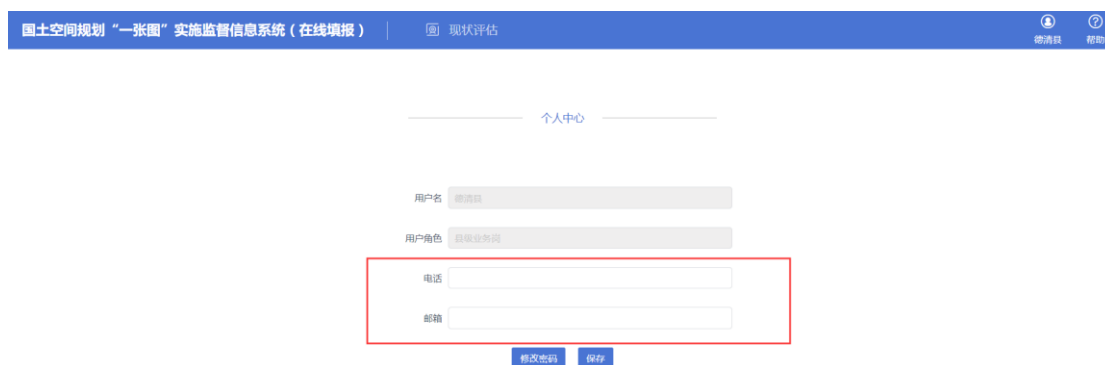 国土空间规划“一张图”实施监督信息系统（在线填报） 现状评估 德清县 帮助
个人中心
用户名 德清县
用户角色 县级业务岗
电话
邮箱
修改密码 保存